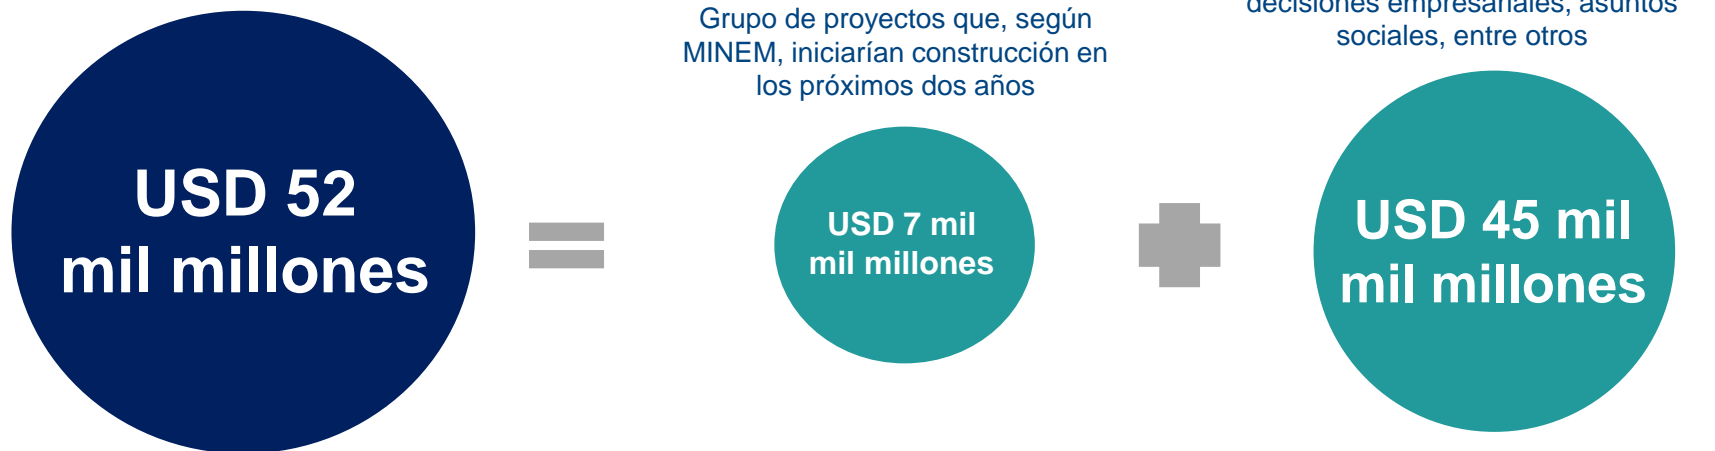 Grupo de proyectos que, según
MINEM, iniciarían construcción en
los próximos dos años
decisiones empresariales, asuntos
sociales, entre otros
USD 52
mil millones
USD 7 mil
mil millones
USD 45 mil
mil millones